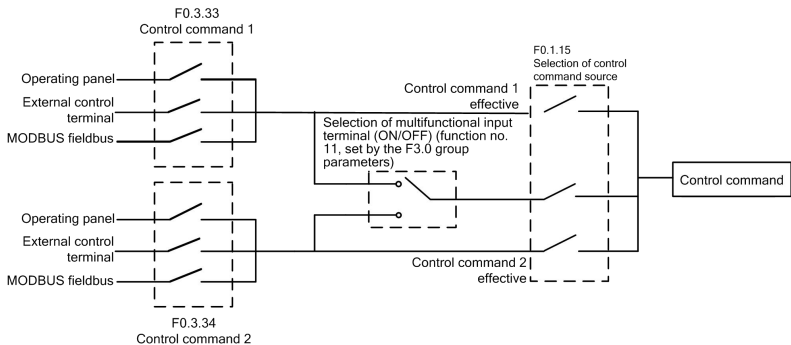 F0.3.33
Control command 1
Operating panel
External control
terminal
MODBUS fieldbus
Control command 1
effective
F0.1.15
Selection of control
command source
Selection of multifunctional input
terminal (ON/OFF) (function no.
11, set by the F3.0 group
parameters)
Control command
Operating panel
External control
terminal
MODBUS fieldbus
Control command 2
effective
F0.3.34
Control command 2